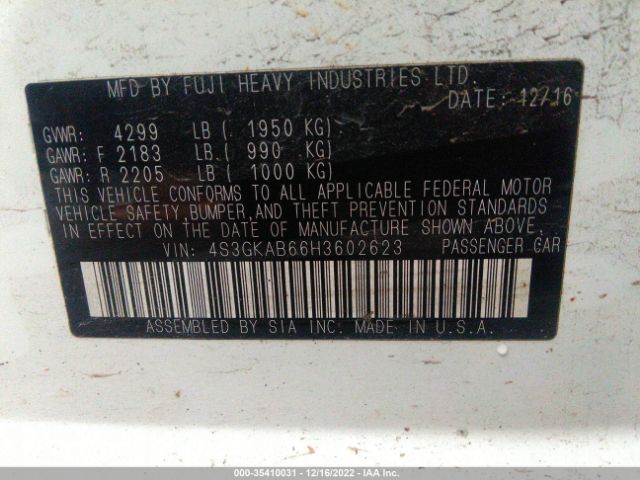 MFD BY FUJI HEAVY INDUSTRIES LTD.
DATE: 12/16
GVWR: 4299 LB ( 1950 KG)
GAWR: F 2183 LB ( 990 KG)
GAWR: R 2205 LB ( 1000 KG)
THIS VEHICLE CONFORMS TO ALL APPLICABLE FEDERAL MOTOR
VEHICLE SAFETY, BUMPER, AND THEFT PREVENTION STANDARDS
IN EFFECT ON THE DATE OF MANUFACTURE SHOWN ABOVE.
VIN: 4S3GKAB66H3602623 PASSENGER CAR
ASSEMBLED BY SIA INC. MADE IN U.S.A.
000-35410031 - 12/16/2022 - IAA Inc.